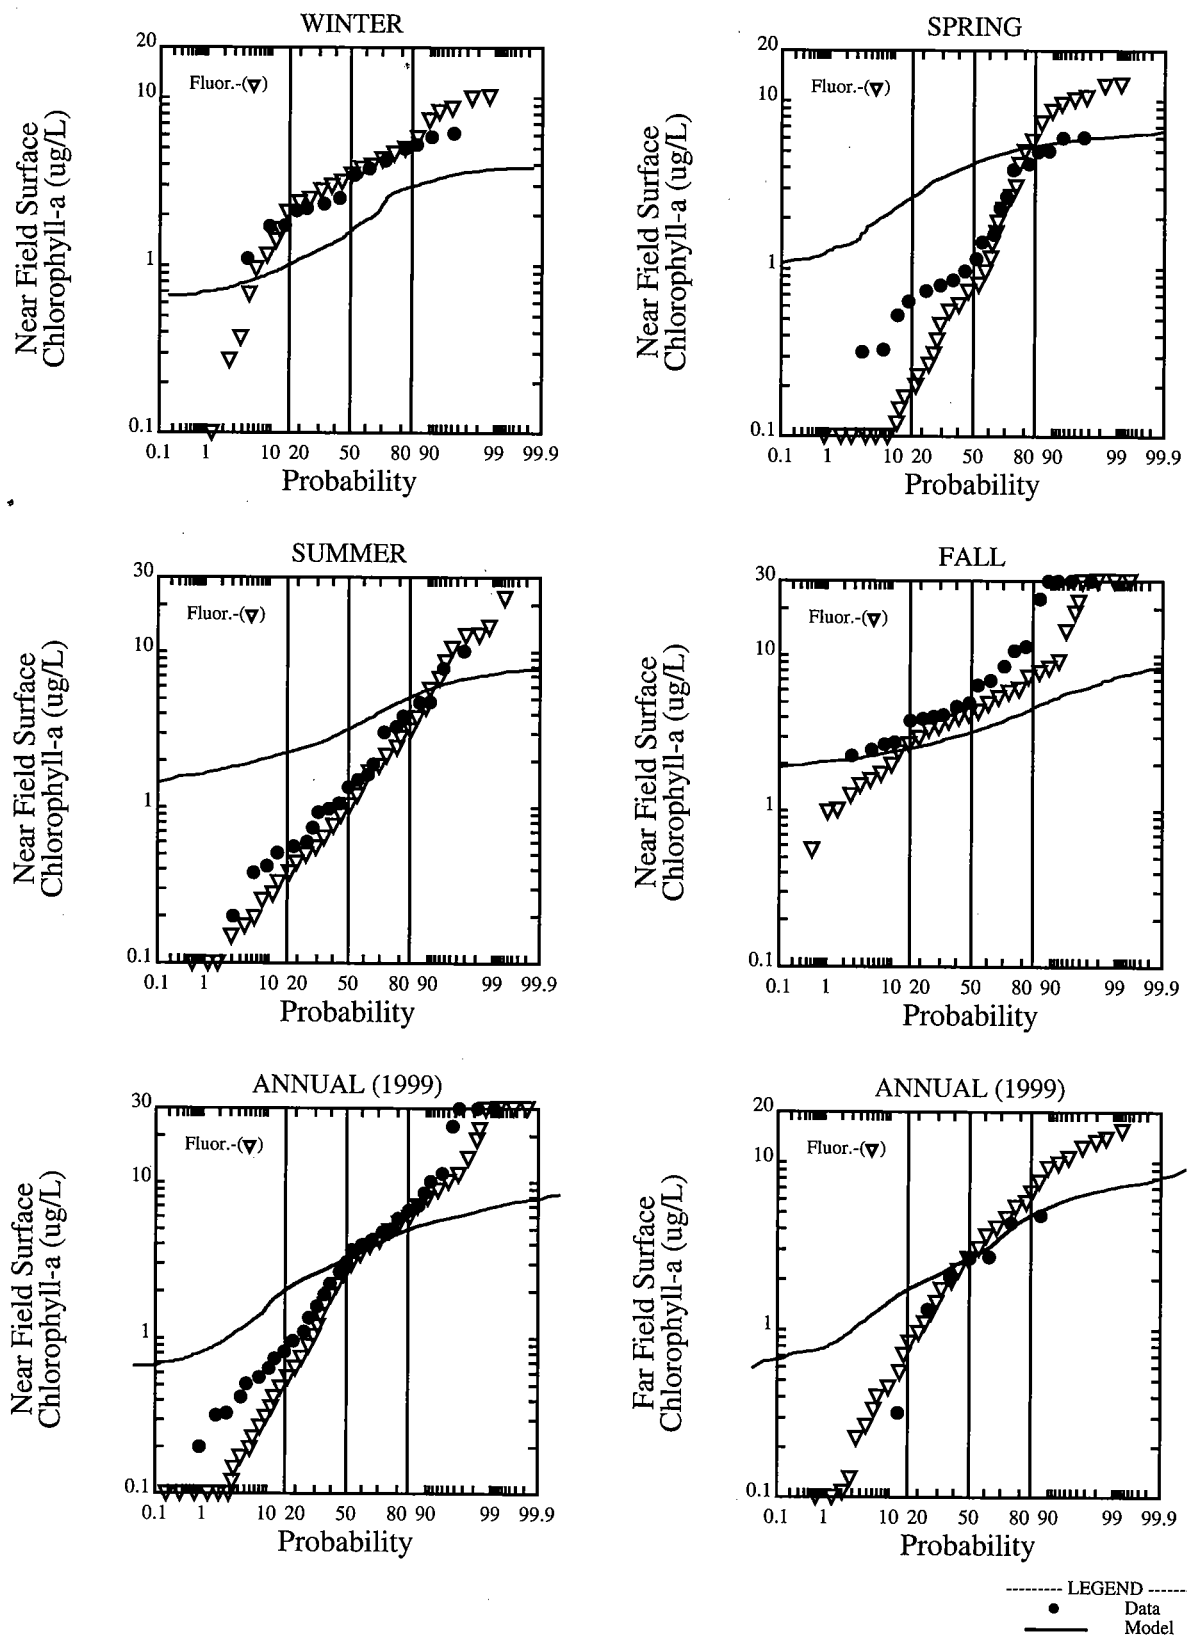 WINTER
20
10
1
0.1
Fluor.-(▽)
Near Field Surface
Chlorophyll-a (ug/L)
0.1 1 10 20 50 80 90 99 99.9
Probability
SPRING
20
10
1
0.1
Fluor.-(▽)
Near Field Surface
Chlorophyll-a (ug/L)
0.1 1 10 20 50 80 90 99 99.9
Probability
SUMMER
30
10
1
0.1
Fluor.-(▽)
Near Field Surface
Chlorophyll-a (ug/L)
0.1 1 10 20 50 80 90 99 99.9
Probability
FALL
30
10
1
0.1
Fluor.-(▽)
Near Field Surface
Chlorophyll-a (ug/L)
0.1 1 10 20 50 80 90 99 99.9
Probability
ANNUAL (1999)
30
10
1
0.1
Fluor.-(▽)
Near Field Surface
Chlorophyll-a (ug/L)
0.1 1 10 20 50 80 90 99 99.9
Probability
ANNUAL (1999)
20
10
1
0.1
Fluor.-(▽)
Far Field Surface
Chlorophyll-a (ug/L)
0.1 1 10 20 50 80 90 99 99.9
Probability
--------- LEGEND ------
Data
Model